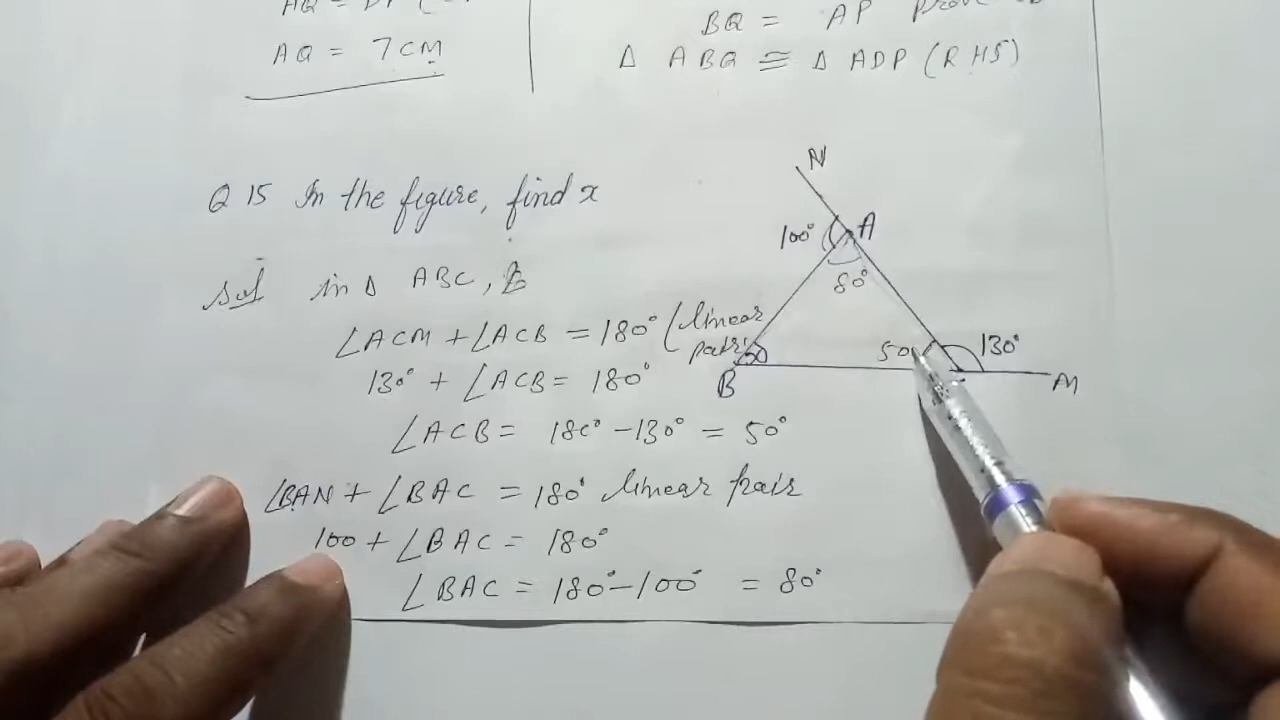 AQ = 7CM
BQ = AP
Δ ABQ ≅ Δ ADP (RHS)
Q 15 In the figure, find x
Sol in Δ ABC, B
∠ACM + ∠ACB = 180° (linear
pair)
130° + ∠ACB = 180°
∠ACB = 180° - 130° = 50°
∠BAN + ∠BAC = 180° linear pair
100 + ∠BAC = 180°
∠BAC = 180° - 100° = 80°
N
A
100°
80°
50
130°
x
B
M